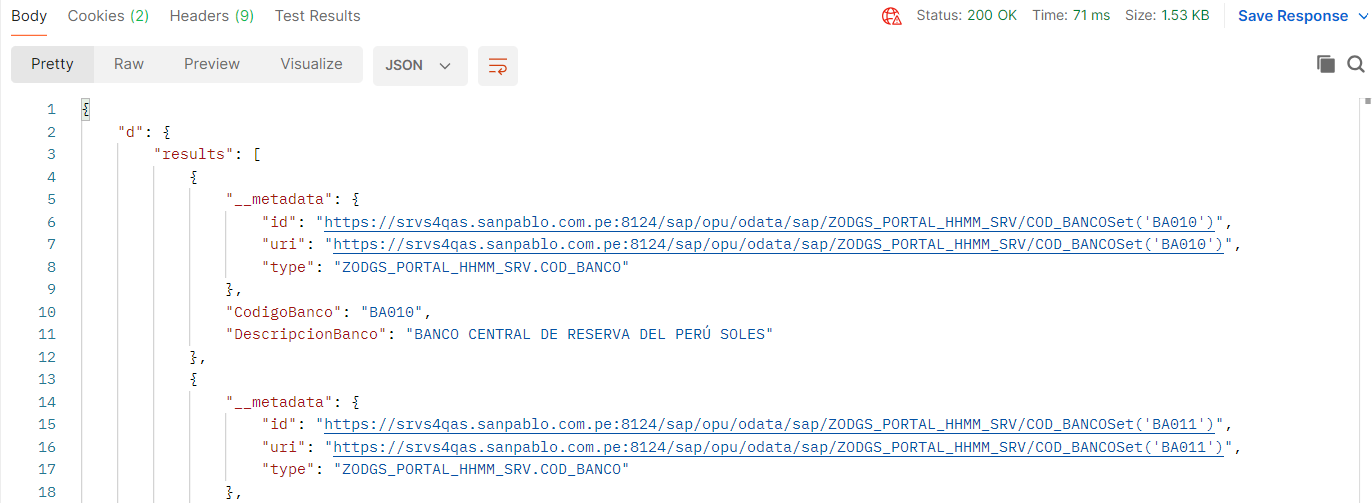 Body Cookies (2) Headers (9) Test Results Status: 200 OK Time: 71 ms Size: 1.53 KB Save Response
Pretty Raw Preview Visualize JSON
1 {
2 "d": {
3 "results": [
4 {
5 "__metadata": {
6 "id": "https://srvs4qas.sanpablo.com.pe:8124/sap/opu/odata/sap/ZODGS_PORTAL_HHMM_SRV/COD_BANCOSet('BA010')",
7 "uri": "https://srvs4qas.sanpablo.com.pe:8124/sap/opu/odata/sap/ZODGS_PORTAL_HHMM_SRV/COD_BANCOSet('BA010')",
8 "type": "ZODGS_PORTAL_HHMM_SRV.COD_BANCO"
9 },
10 "CodigoBanco": "BA010",
11 "DescripcionBanco": "BANCO CENTRAL DE RESERVA DEL PERÚ SOLES"
12 },
13 {
14 "__metadata": {
15 "id": "https://srvs4qas.sanpablo.com.pe:8124/sap/opu/odata/sap/ZODGS_PORTAL_HHMM_SRV/COD_BANCOSet('BA011')",
16 "uri": "https://srvs4qas.sanpablo.com.pe:8124/sap/opu/odata/sap/ZODGS_PORTAL_HHMM_SRV/COD_BANCOSet('BA011')",
17 "type": "ZODGS_PORTAL_HHMM_SRV.COD_BANCO"
18 },